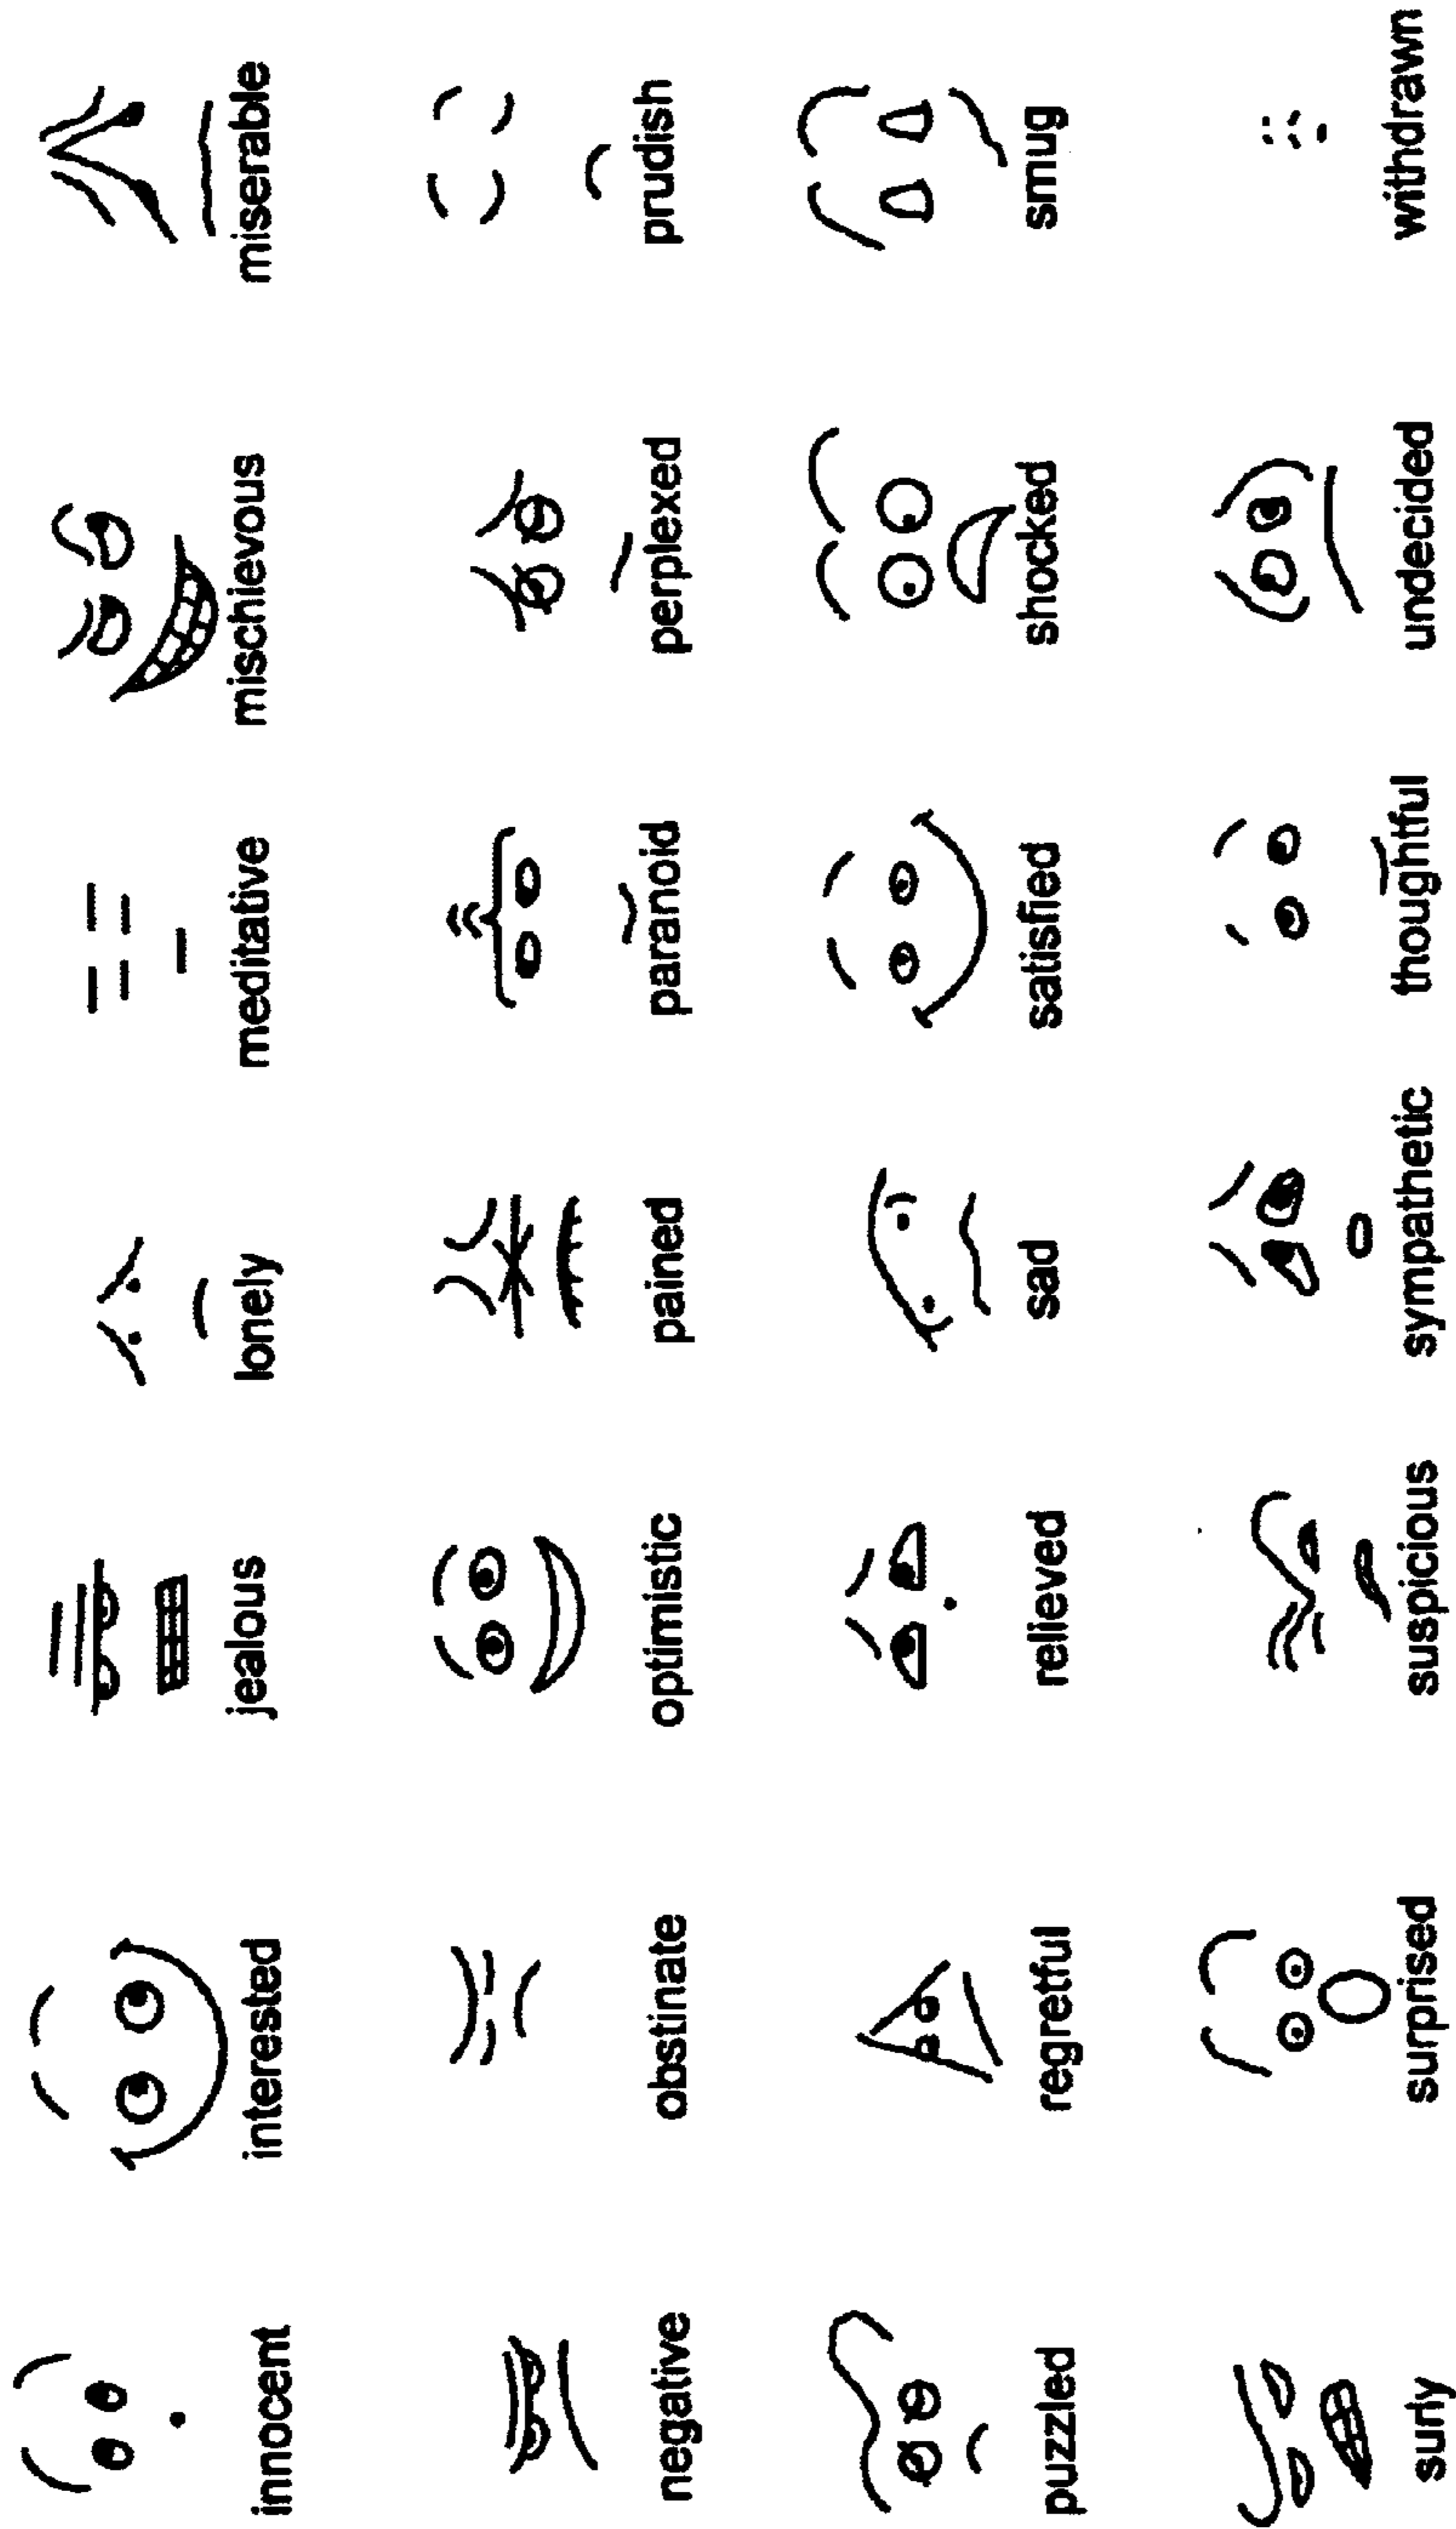 innocent interested jealous lonely meditative mischievous miserable
negative obstinate optimistic pained paranoid perplexed prudish
puzzled regretful relieved sad satisfied shocked smug
surly surprised suspicious sympathetic thoughtful undecided withdrawn